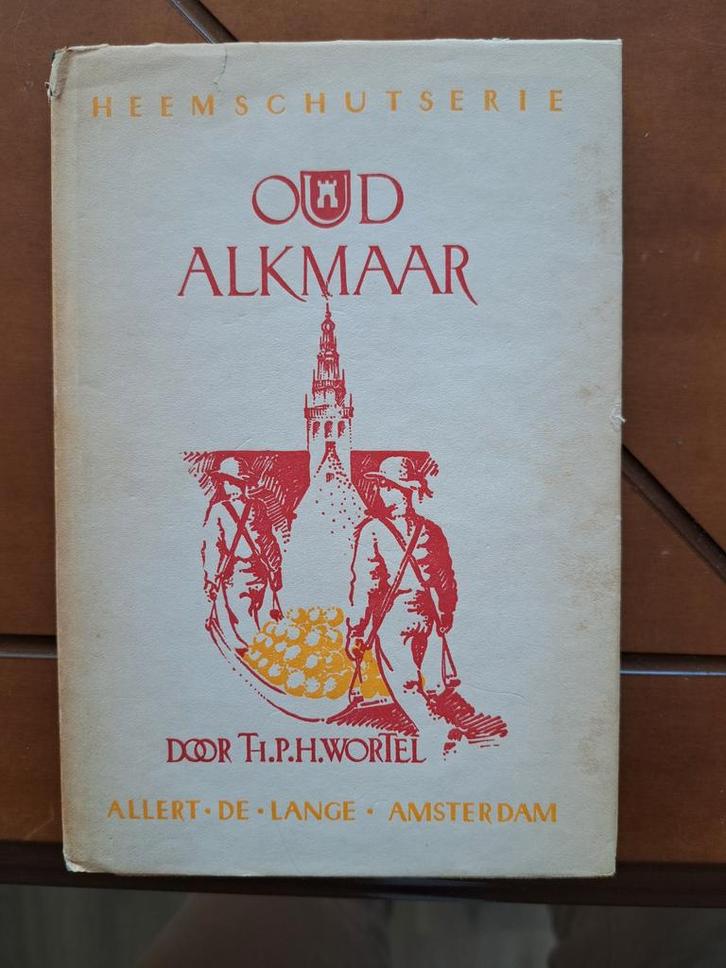 HEEMSCHUTSERIE
OUD
ALKMAAR
DOOR TH.P.H.WORTEL
ALLERT·DE·LANGE· AMSTERDAM